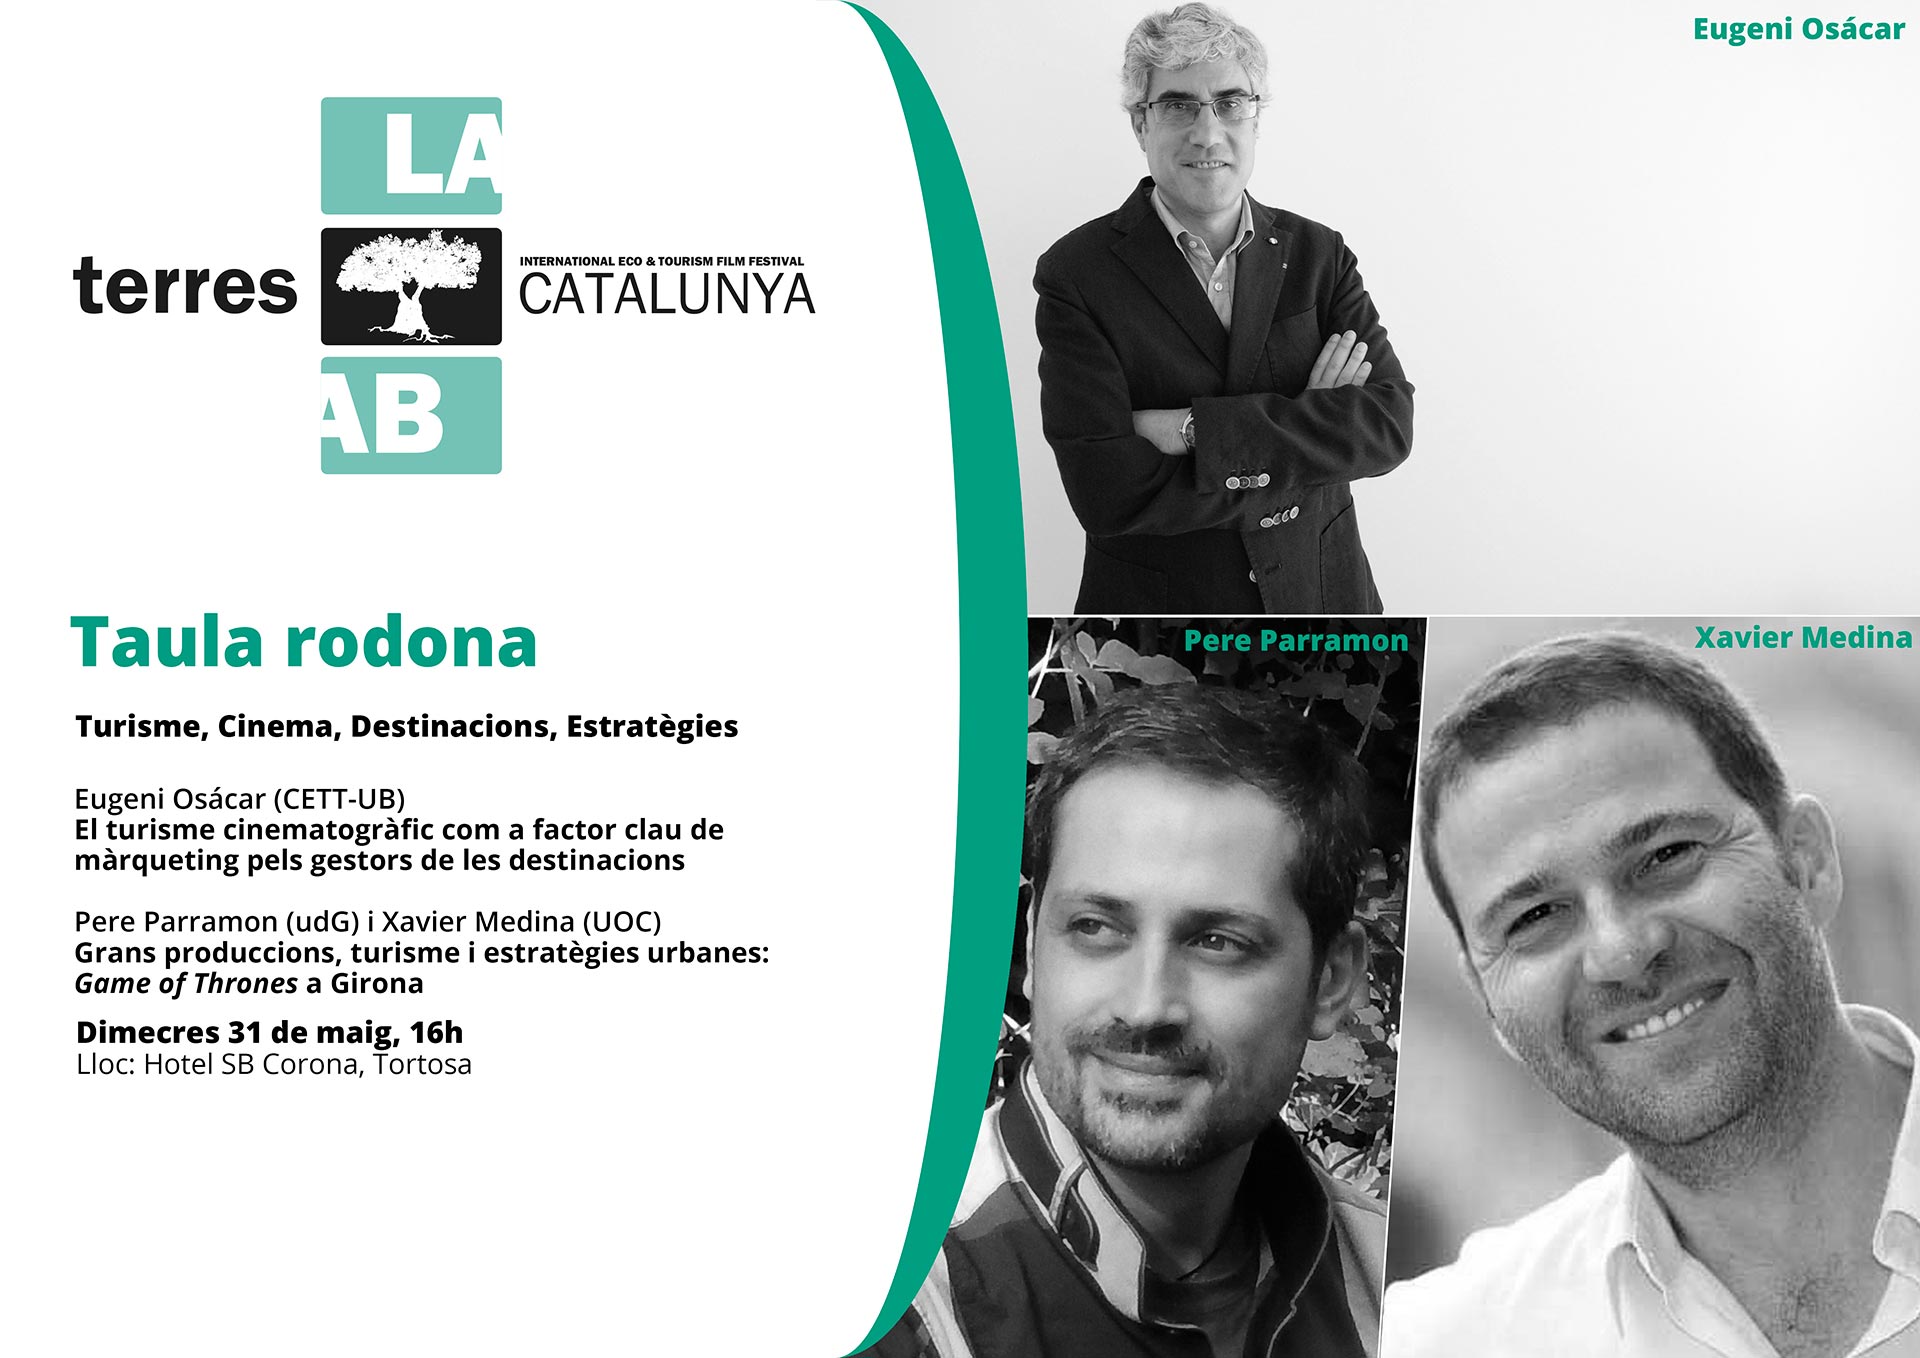 LA
terres
INTERNATIONAL ECO & TOURISM FILM FESTIVAL
CATALUNYA
AB
Taula rodona
Turisme, Cinema, Destinacions, Estratègies
Eugeni Osácar (CETT-UB)
El turisme cinematogràfic com a factor clau de
màrqueting pels gestors de les destinacions
Pere Parramon (udG) i Xavier Medina (UOC)
Grans produccions, turisme i estratègies urbanes:
Game of Thrones a Girona
Dimecres 31 de maig, 16h
Lloc: Hotel SB Corona, Tortosa
Eugeni Osácar
Pere Parramon
Xavier Medina